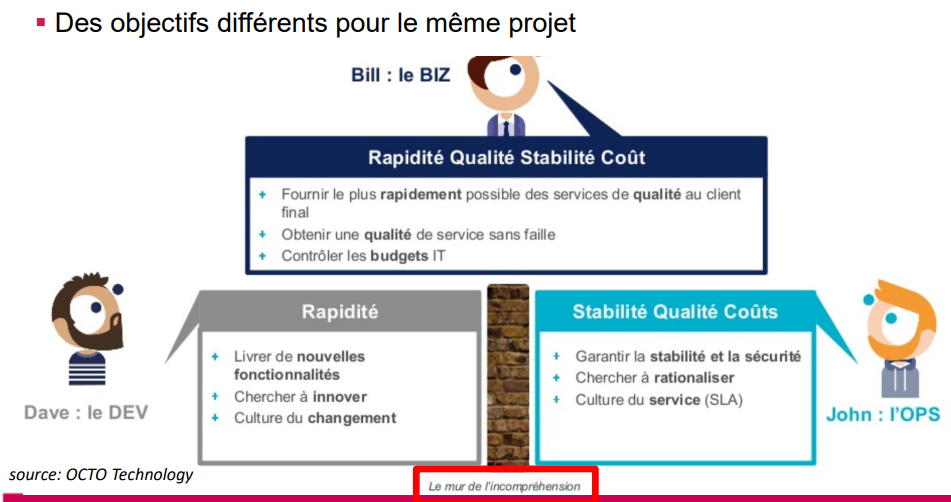 Des objectifs différents pour le même projet
Bill : le BIZ
Rapidité Qualité Stabilité Coût
Fournir le plus rapidement possible des services de qualité au client
final
Obtenir une qualité de service sans faille
Contrôler les budgets IT
Rapidité
Livrer de nouvelles
fonctionnalités
Chercher à innover
Culture du changement
Dave : le DEV
Stabilité Qualité Coûts
Garantir la stabilité et la sécurité
Chercher à rationaliser
Culture du service (SLA)
John : l'OPS
source: OCTO Technology
Le mur de l'incompréhension